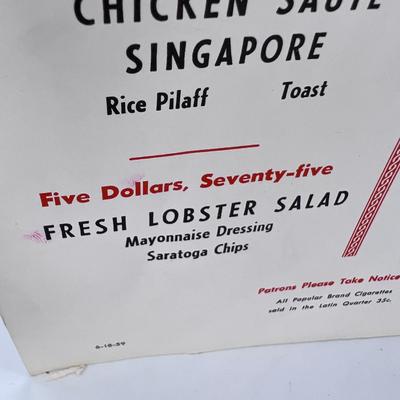 CHICKEN SAUTE
SINGAPORE
Rice Pilaff Toast
Five Dollars, Seventy-five
FRESH LOBSTER SALAD
Mayonnaise Dressing
Saratoga Chips
Patrons Please Take Notice
All Popular Brand Cigarettes
sold in the Latin Quarter 35c.
6-10-59